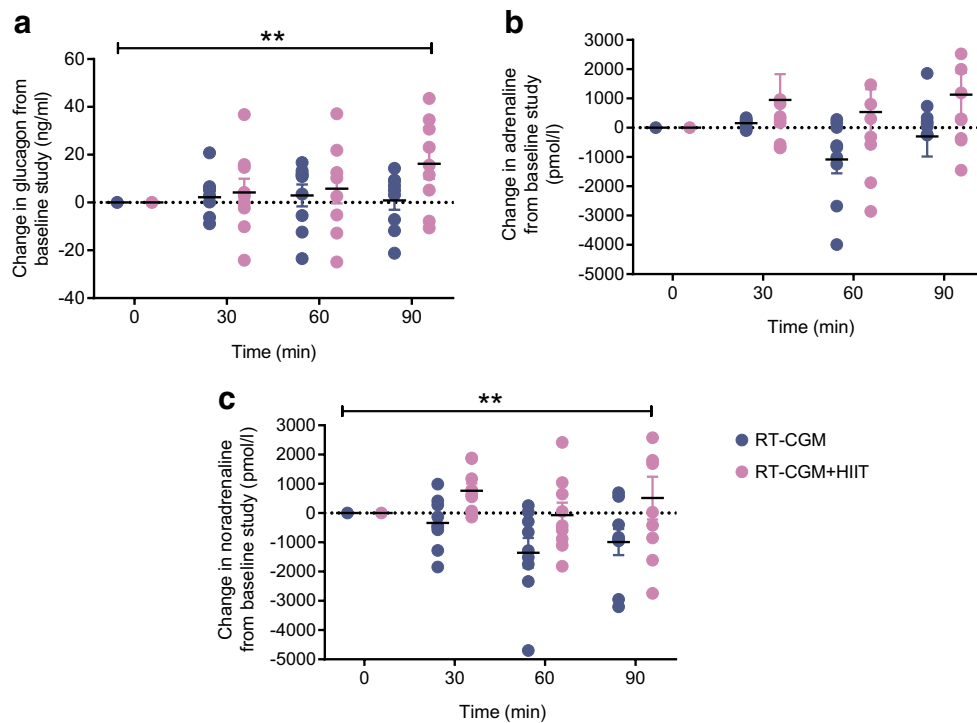 a
**
60
40
20
0
-20
-40
Change in glucagon from
baseline study (ng/ml)
0
30
60
90
Time (min)
b
3000
2000
1000
0
-1000
-2000
-3000
-4000
-5000
Change in adrenaline
from baseline study
(pmol/l)
0
30
60
90
Time (min)
c
**
3000
2000
1000
0
-1000
-2000
-3000
-4000
-5000
Change in noradrenaline
from baseline study (pmol/l)
0
30
60
90
Time (min)
RT-CGM
RT-CGM+HIIT